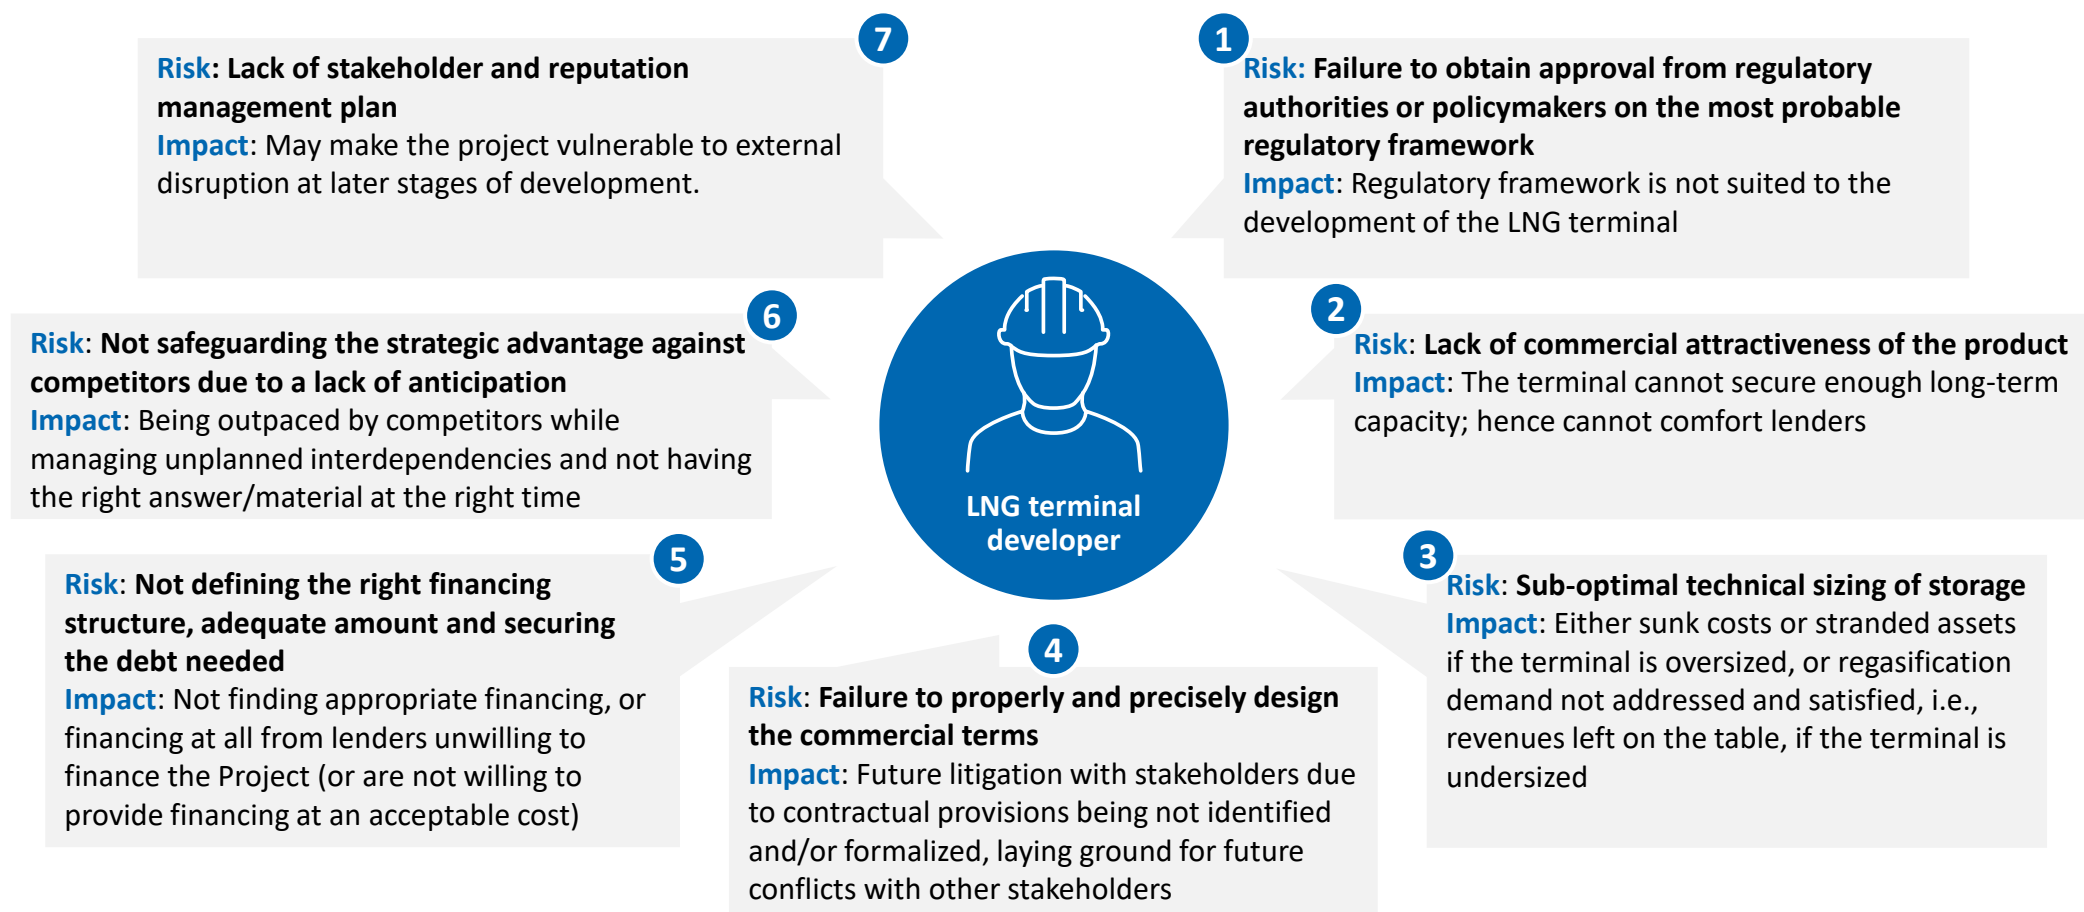 1
Risk: Failure to obtain approval from regulatory
authorities or policymakers on the most probable
regulatory framework
Impact: Regulatory framework is not suited to the
development of the LNG terminal
2
Risk: Lack of commercial attractiveness of the product
Impact: The terminal cannot secure enough long-term
capacity; hence cannot comfort lenders
3
Risk: Sub-optimal technical sizing of storage
Impact: Either sunk costs or stranded assets
if the terminal is oversized, or regasification
demand not addressed and satisfied, i.e.,
revenues left on the table, if the terminal is
undersized
4
Risk: Failure to properly and precisely design
the commercial terms
Impact: Future litigation with stakeholders due
to contractual provisions being not identified
and/or formalized, laying ground for future
conflicts with other stakeholders
5
Risk: Not defining the right financing
structure, adequate amount and securing
the debt needed
Impact: Not finding appropriate financing, or
financing at all from lenders unwilling to
finance the Project (or are not willing to
provide financing at an acceptable cost)
6
Risk: Not safeguarding the strategic advantage against
competitors due to a lack of anticipation
Impact: Being outpaced by competitors while
managing unplanned interdependencies and not having
the right answer/material at the right time
7
Risk: Lack of stakeholder and reputation
management plan
Impact: May make the project vulnerable to external
disruption at later stages of development.
LNG terminal
developer